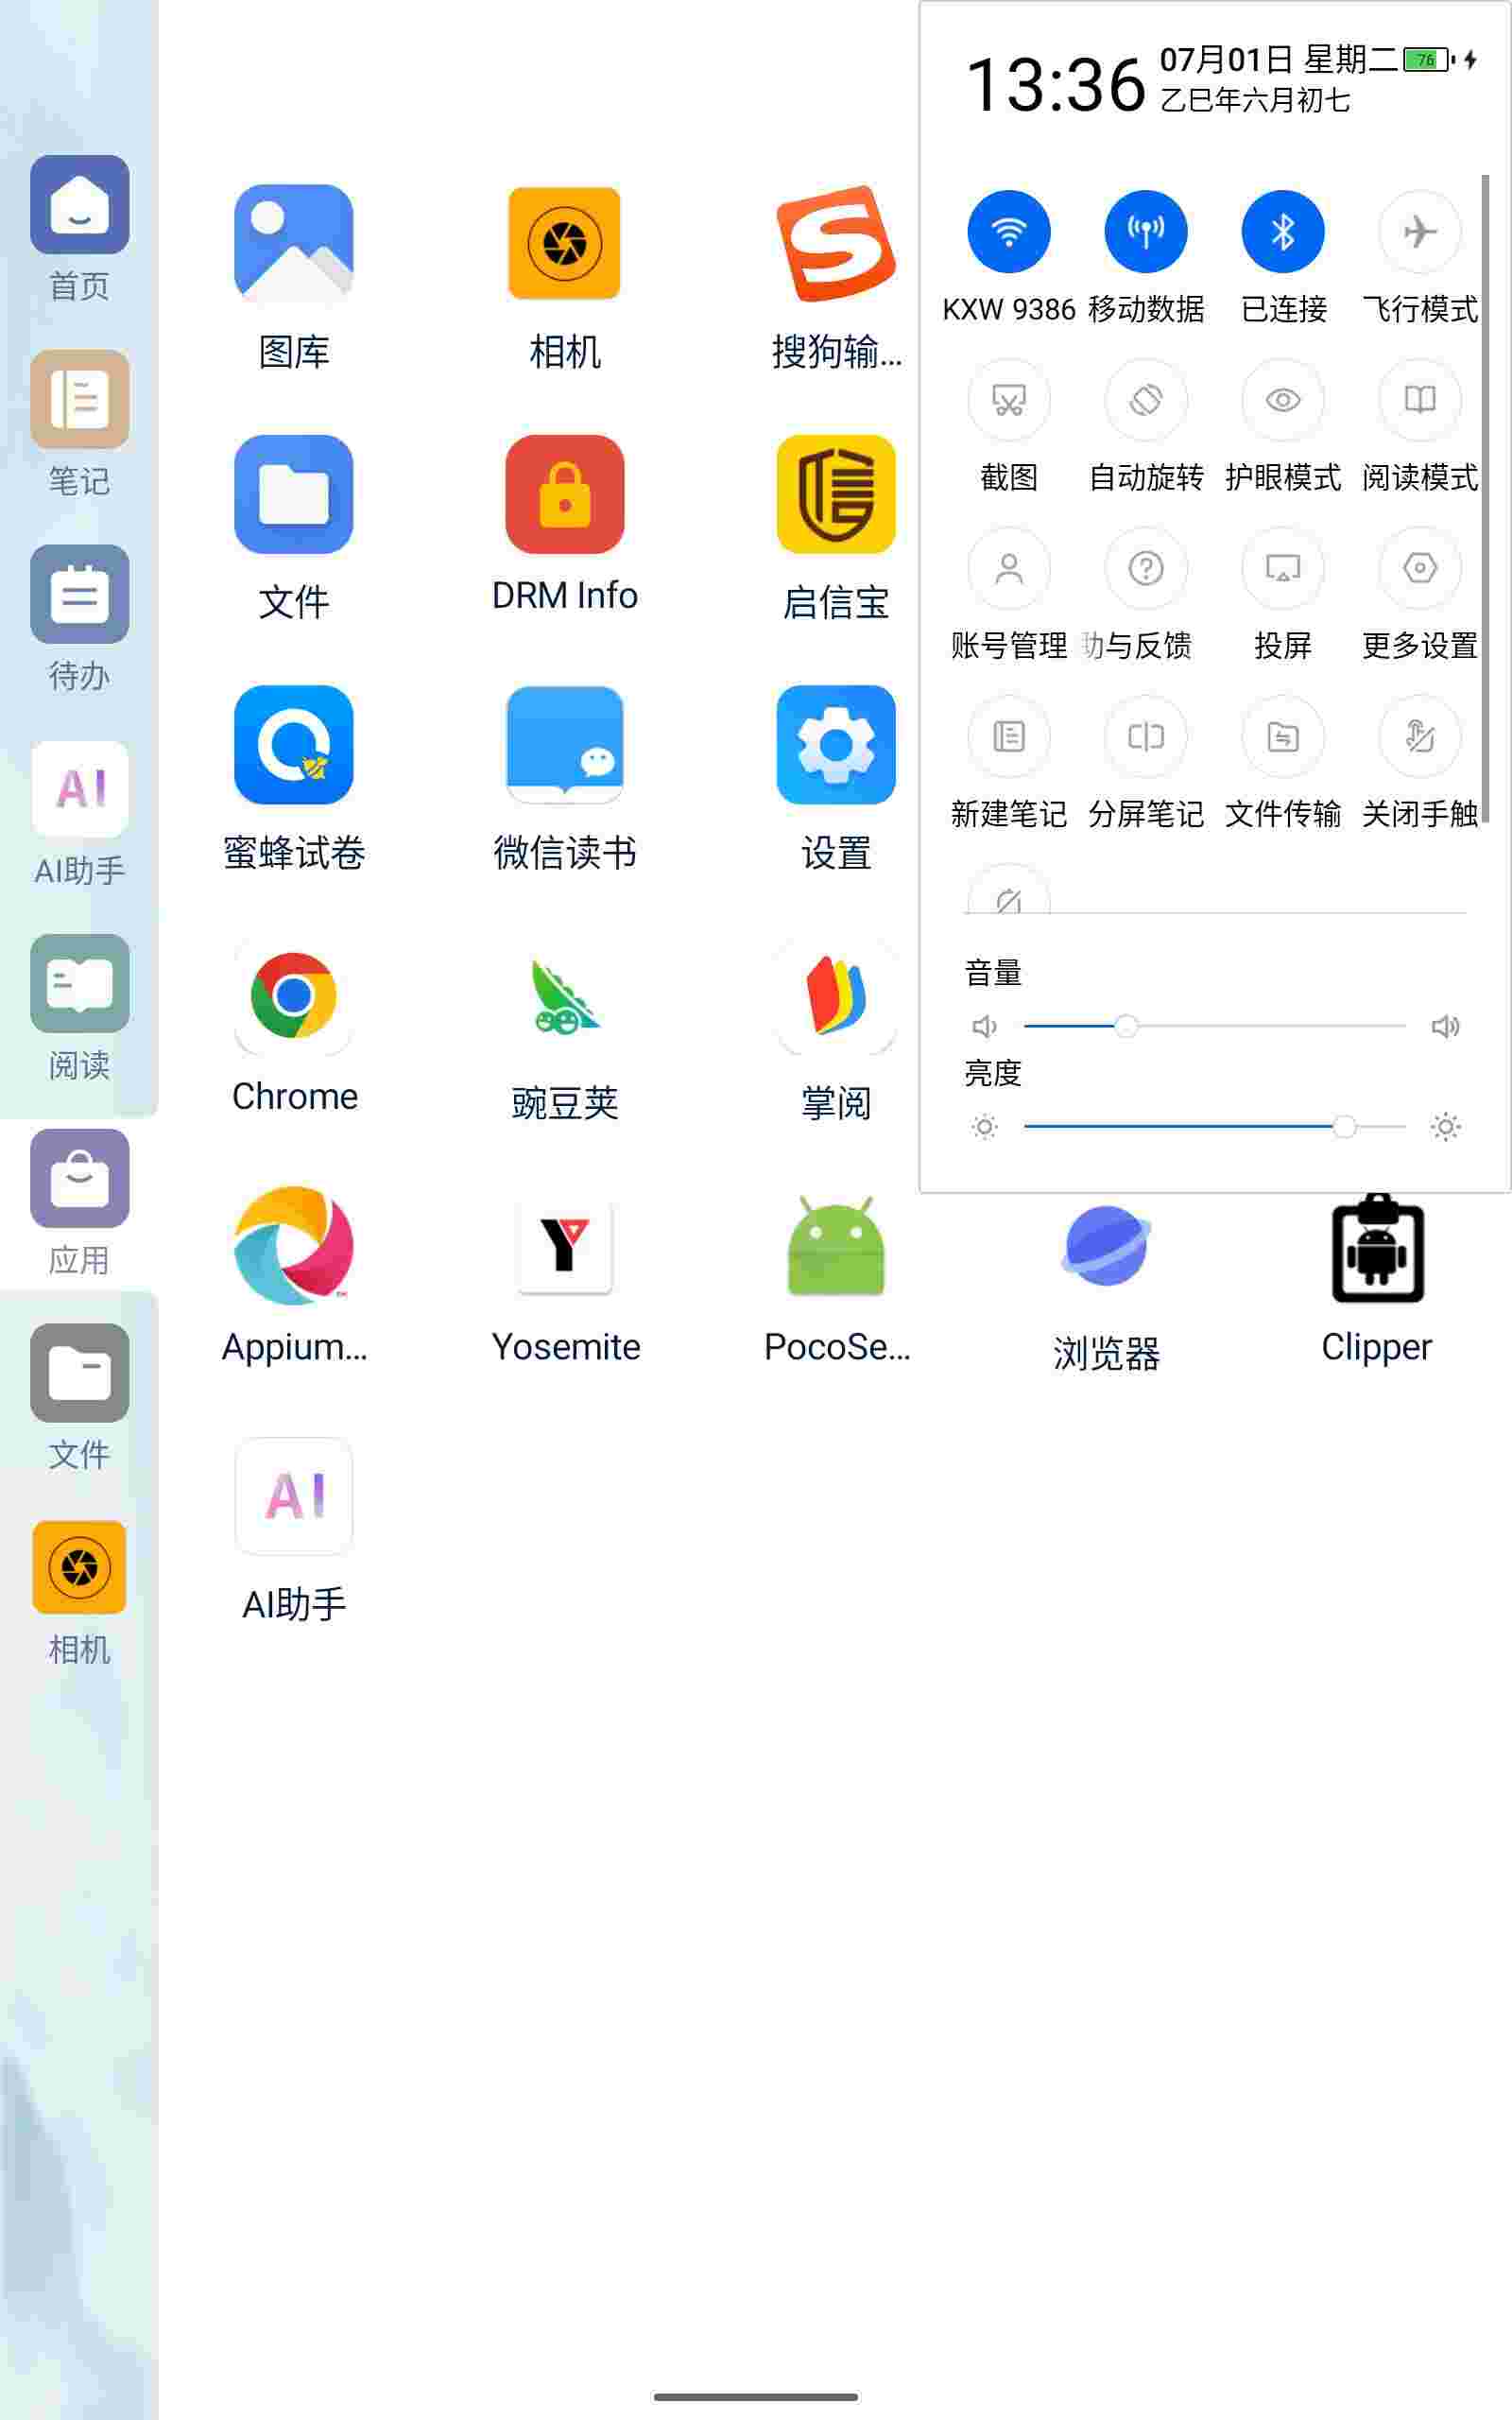 13:36
07月01日 星期二
76
乙巳年六月初七
KXW 9386 移动数据 已连接 飞行模式
截图 自动旋转 护眼模式 阅读模式
账号管理 与反馈 投屏 更多设置
新建笔记 分屏笔记 文件传输 关闭手触
音量
亮度
首页
笔记
待办
AI
AI助手
阅读
应用
文件
相机
图库 相机 搜狗输...
文件 DRM Info 启信宝
蜜蜂试卷 微信读书 设置
Chrome 豌豆荚 掌阅
Appium... Yosemite PocoSe... 浏览器 Clipper
AI
AI助手